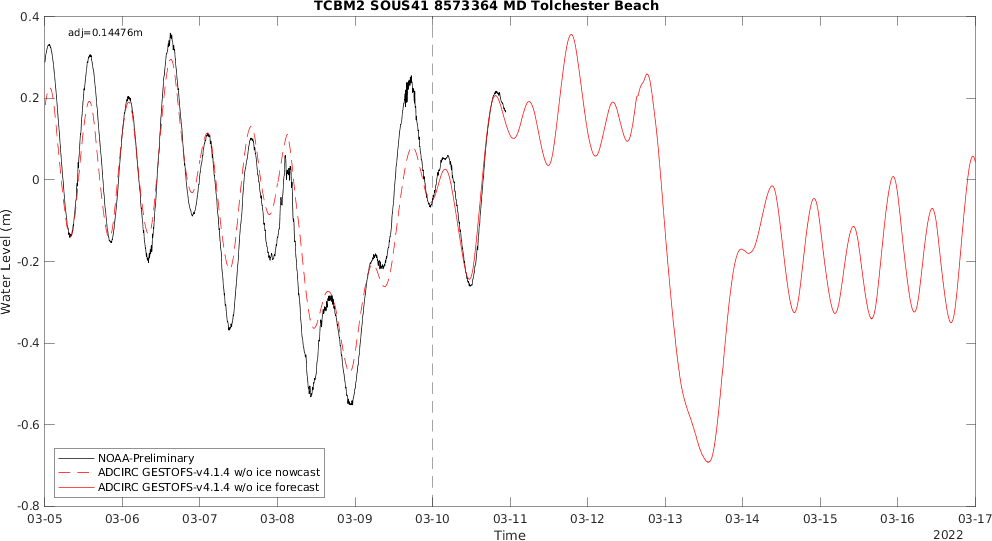 TCBM2 SOUS41 8573364 MD Tolchester Beach
adj=0.14476m
0.4
0.2
0
-0.2
-0.4
-0.6
-0.8
Water Level (m)
NOAA-Preliminary
ADCIRC GESTOFS-v4.1.4 w/o ice nowcast
ADCIRC GESTOFS-v4.1.4 w/o ice forecast
03-05 03-06 03-07 03-08 03-09 03-10 03-11 03-12 03-13 03-14 03-15 03-16 03-17
Time
2022